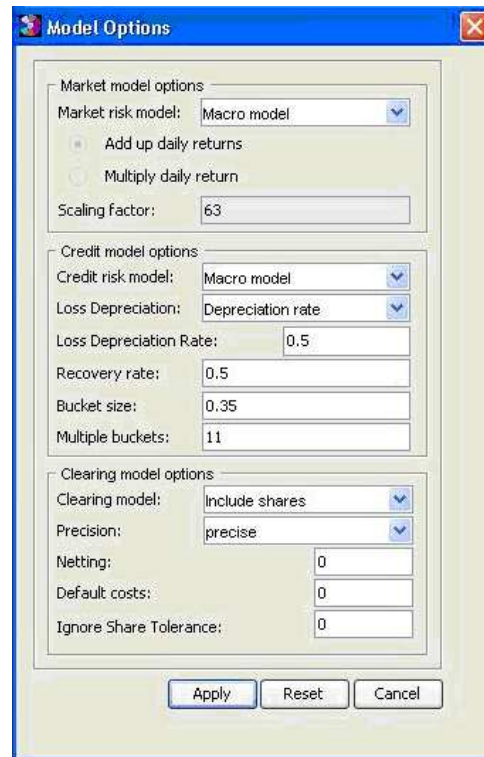 Model Options
Market model options
Market risk model: Macro model
Add up daily returns
Multiply daily return
Scaling factor: 63
Credit model options
Credit risk model: Macro model
Loss Depreciation: Depreciation rate
Loss Depreciation Rate: 0.5
Recovery rate: 0.5
Bucket size: 0.35
Multiple buckets: 11
Clearing model options
Clearing model: Include shares
Precision: precise
Netting: 0
Default costs: 0
Ignore Share Tolerance: 0
Apply Reset Cancel